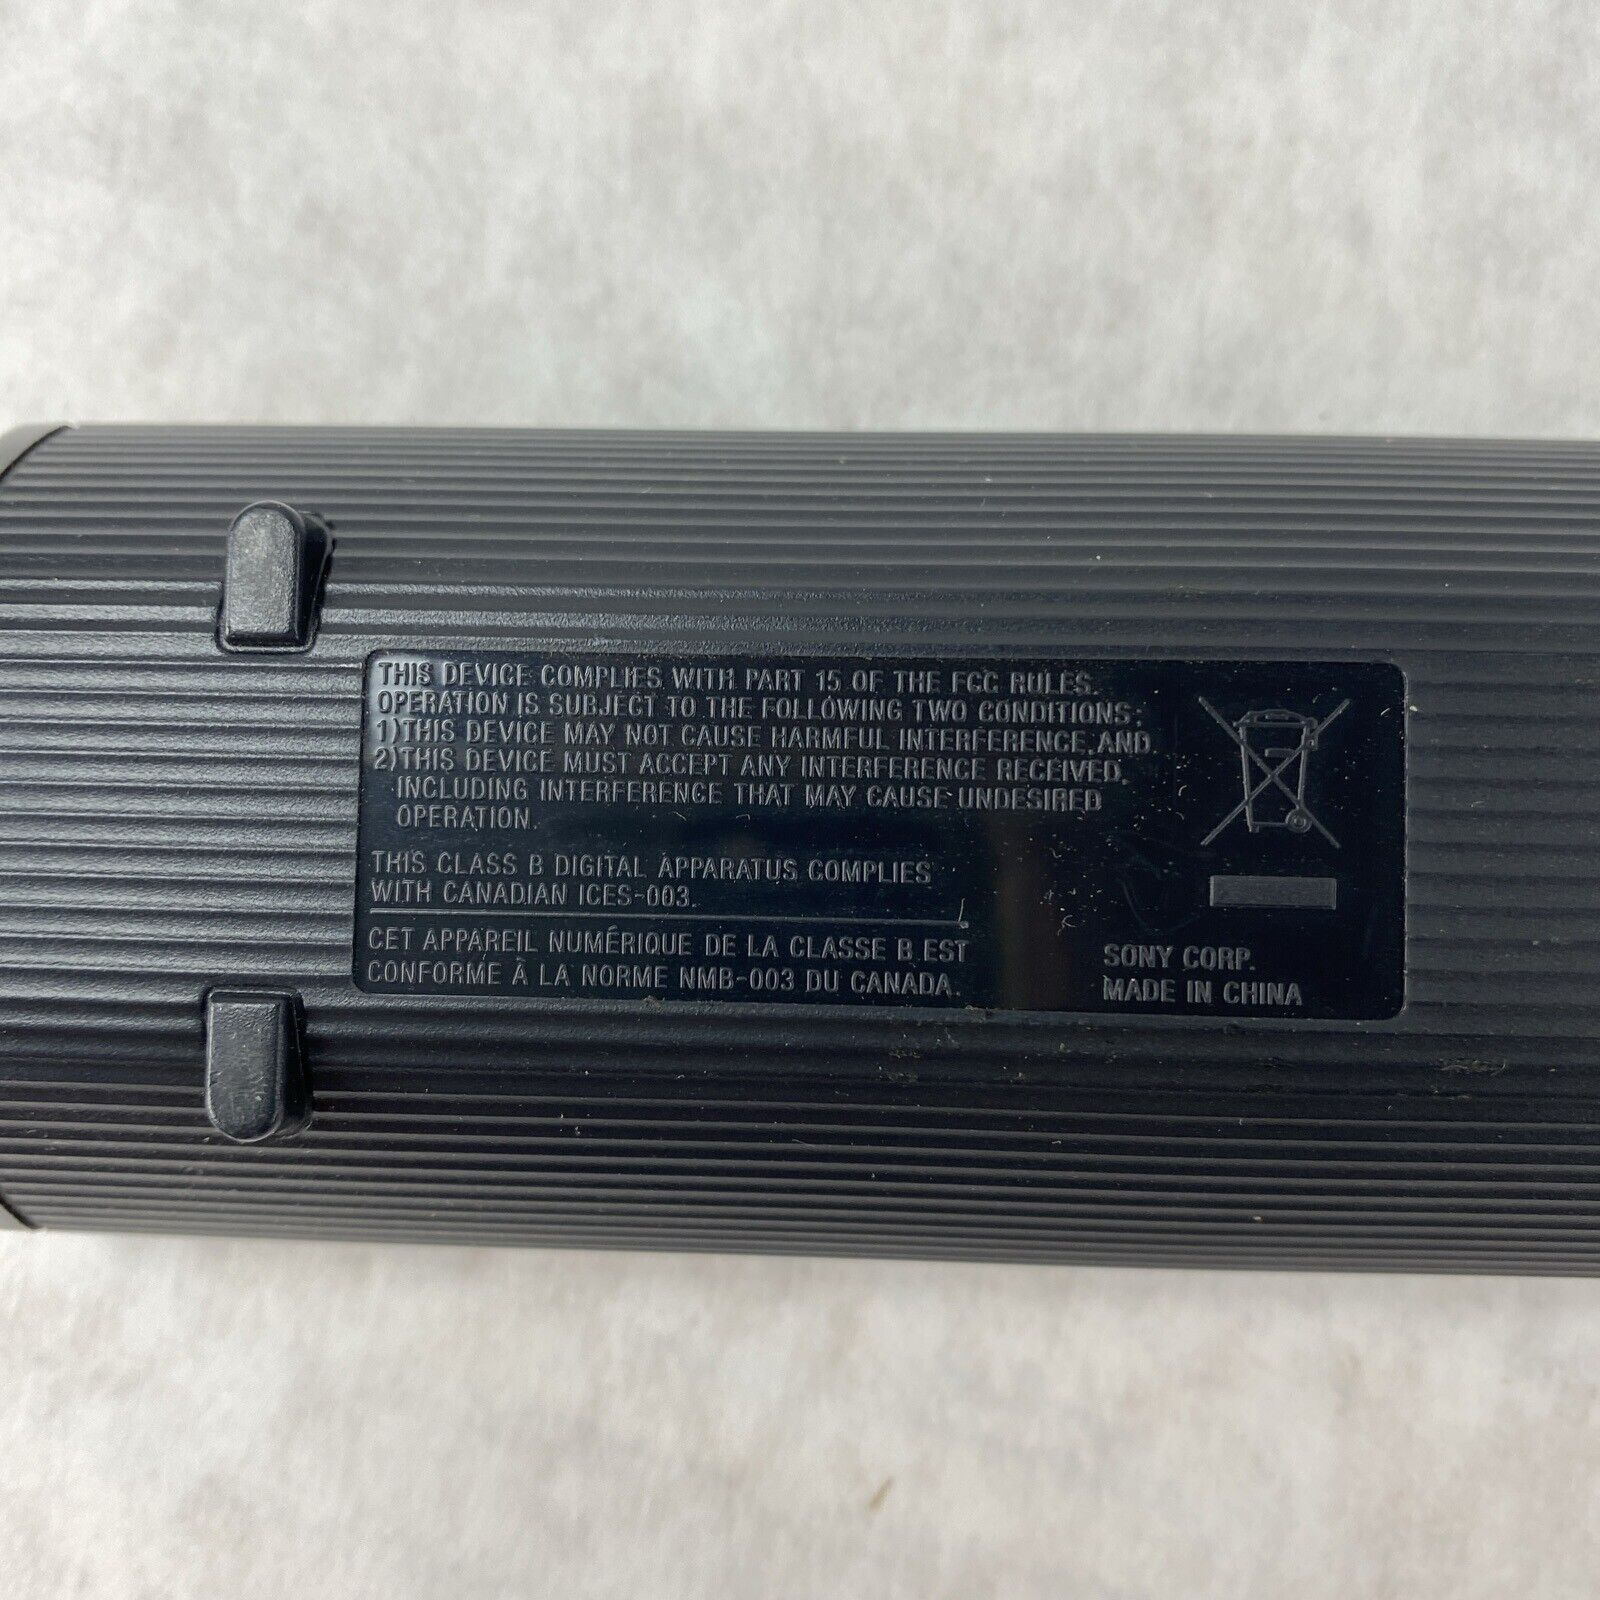 THIS DEVICE COMPLIES WITH PART 15 OF THE FCC RULES.
OPERATION IS SUBJECT TO THE FOLLOWING TWO CONDITIONS:
1)THIS DEVICE MAY NOT CAUSE HARMFUL INTERFERENCE, AND
2)THIS DEVICE MUST ACCEPT ANY INTERFERENCE RECEIVED,
INCLUDING INTERFERENCE THAT MAY CAUSE UNDESIRED
OPERATION.
THIS CLASS B DIGITAL APPARATUS COMPLIES
WITH CANADIAN ICES-003.
CET APPAREIL NUMÉRIQUE DE LA CLASSE B EST
CONFORME À LA NORME NMB-003 DU CANADA.
SONY CORP.
MADE IN CHINA